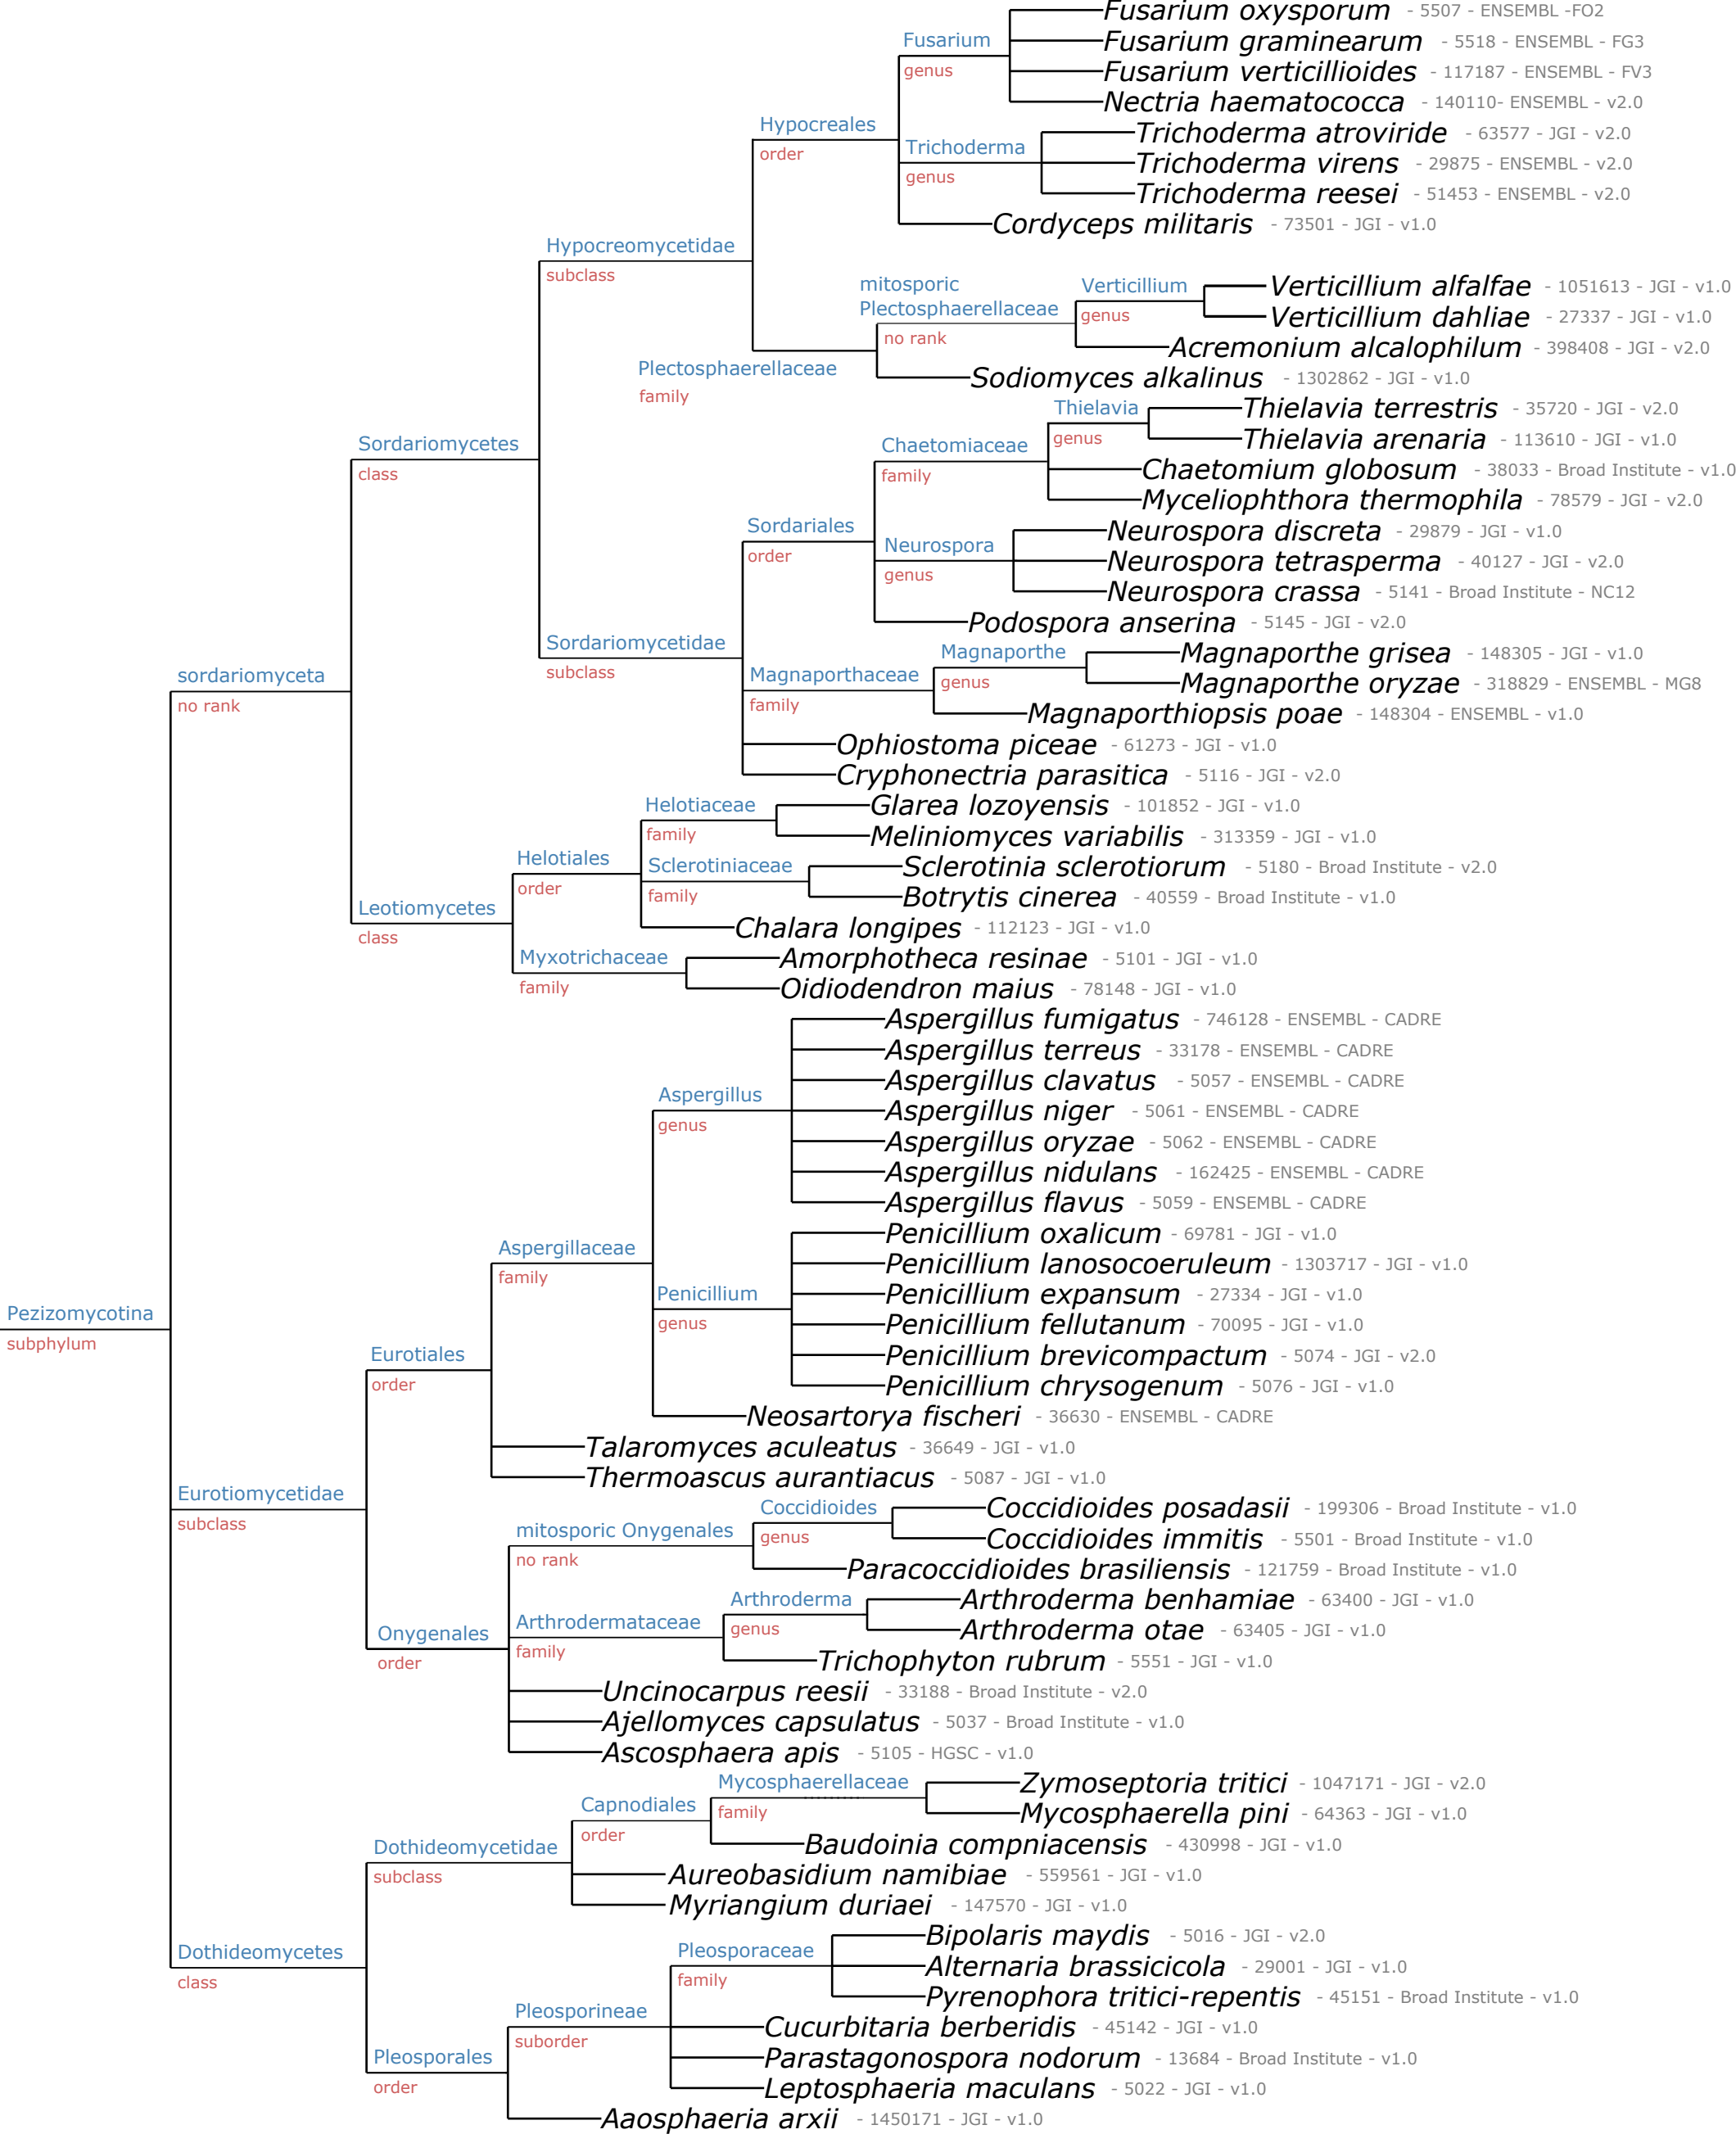 Fusarium oxysporum - 5507 - ENSEMBL -FO2
Fusarium
genus
Fusarium graminearum - 5518 - ENSEMBL - FG3
Fusarium verticillioides - 117187 - ENSEMBL - FV3
Nectria haematococca - 140110- ENSEMBL - v2.0
Hypocreales
order
Trichoderma atroviride - 63577 - JGI - v2.0
Trichoderma
genus
Trichoderma virens - 29875 - ENSEMBL - v2.0
Trichoderma reesei - 51453 - ENSEMBL - v2.0
Cordyceps militaris - 73501 - JGI - v1.0
Hypocreomycetidae
subclass
mitosporic
Plectosphaerellaceae
no rank
Verticillium
genus
Verticillium alfalfae - 1051613 - JGI - v1.0
Verticillium dahliae - 27337 - JGI - v1.0
Acremonium alcalophilum - 398408 - JGI - v2.0
Plectosphaerellaceae
family
Sodiomyces alkalinus - 1302862 - JGI - v1.0
Sordariomycetes
class
Thielavia
genus
Thielavia terrestris - 35720 - JGI - v2.0
Thielavia arenaria - 113610 - JGI - v1.0
Chaetomiaceae
family
Chaetomium globosum - 38033 - Broad Institute - v1.0
Myceliophthora thermophila - 78579 - JGI - v2.0
Sordariales
order
Neurospora
genus
Neurospora discreta - 29879 - JGI - v1.0
Neurospora tetrasperma - 40127 - JGI - v2.0
Neurospora crassa - 5141 - Broad Institute - NC12
Podospora anserina - 5145 - JGI - v2.0
Sordariomycetidae
subclass
Magnaporthaceae
family
Magnaporthe
genus
Magnaporthe grisea - 148305 - JGI - v1.0
Magnaporthe oryzae - 318829 - ENSEMBL - MG8
Magnaporthiopsis poae - 148304 - ENSEMBL - v1.0
sordariomyceta
no rank
Ophiostoma piceae - 61273 - JGI - v1.0
Cryphonectria parasitica - 5116 - JGI - v2.0
Helotiaceae
family
Glarea lozoyensis - 101852 - JGI - v1.0
Meliniomyces variabilis - 313359 - JGI - v1.0
Helotiales
order
Sclerotiniaceae
family
Sclerotinia sclerotiorum - 5180 - Broad Institute - v2.0
Botrytis cinerea - 40559 - Broad Institute - v1.0
Leotiomycetes
class
Chalara longipes - 112123 - JGI - v1.0
Myxotrichaceae
family
Amorphotheca resinae - 5101 - JGI - v1.0
Oidiodendron maius - 78148 - JGI - v1.0
Aspergillus fumigatus - 746128 - ENSEMBL - CADRE
Aspergillus terreus - 33178 - ENSEMBL - CADRE
Aspergillus clavatus - 5057 - ENSEMBL - CADRE
Aspergillus
genus
Aspergillus niger - 5061 - ENSEMBL - CADRE
Aspergillus oryzae - 5062 - ENSEMBL - CADRE
Aspergillus nidulans - 162425 - ENSEMBL - CADRE
Aspergillus flavus - 5059 - ENSEMBL - CADRE
Aspergillaceae
family
Penicillium oxalicum - 69781 - JGI - v1.0
Penicillium lanosocoeruleum - 1303717 - JGI - v1.0
Penicillium
genus
Penicillium expansum - 27334 - JGI - v1.0
Penicillium fellutanum - 70095 - JGI - v1.0
Penicillium brevicompactum - 5074 - JGI - v2.0
Penicillium chrysogenum - 5076 - JGI - v1.0
Pezizomycotina
subphylum
Eurotiales
order
Neosartorya fischeri - 36630 - ENSEMBL - CADRE
Talaromyces aculeatus - 36649 - JGI - v1.0
Thermoascus aurantiacus - 5087 - JGI - v1.0
Eurotiomycetidae
subclass
mitosporic Onygenales
no rank
Coccidioides
genus
Coccidioides posadasii - 199306 - Broad Institute - v1.0
Coccidioides immitis - 5501 - Broad Institute - v1.0
Paracoccidioides brasiliensis - 121759 - Broad Institute - v1.0
Onygenales
order
Arthrodermataceae
family
Arthroderma
genus
Arthroderma benhamiae - 63400 - JGI - v1.0
Arthroderma otae - 63405 - JGI - v1.0
Trichophyton rubrum - 5551 - JGI - v1.0
Uncinocarpus reesii - 33188 - Broad Institute - v2.0
Ajellomyces capsulatus - 5037 - Broad Institute - v1.0
Ascosphaera apis - 5105 - HGSC - v1.0
Mycosphaerellaceae
family
Zymoseptoria tritici - 1047171 - JGI - v2.0
Mycosphaerella pini - 64363 - JGI - v1.0
Capnodiales
order
Baudoinia compniacensis - 430998 - JGI - v1.0
Dothideomycetidae
subclass
Aureobasidium namibiae - 559561 - JGI - v1.0
Myriangium duriaei - 147570 - JGI - v1.0
Dothideomycetes
class
Pleosporaceae
family
Bipolaris maydis - 5016 - JGI - v2.0
Alternaria brassicicola - 29001 - JGI - v1.0
Pyrenophora tritici-repentis - 45151 - Broad Institute - v1.0
Pleosporineae
suborder
Cucurbitaria berberidis - 45142 - JGI - v1.0
Pleosporales
order
Parastagonospora nodorum - 13684 - Broad Institute - v1.0
Leptosphaeria maculans - 5022 - JGI - v1.0
Aaosphaeria arxii - 1450171 - JGI - v1.0